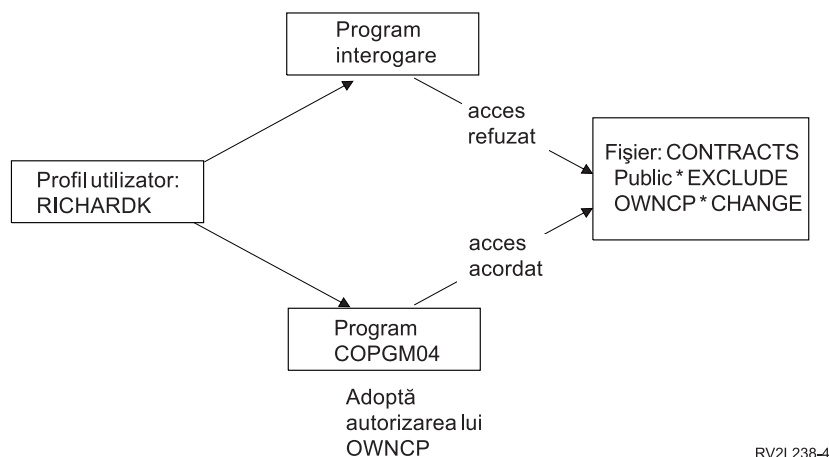 Program
interogare
acces
refuzat
Fişier: CONTRACTS
Public * EXCLUDE
OWNCP * CHANGE
Profil utilizator:
RICHARDK
acces
acordat
Program
COPGM04
Adoptă
autorizarea lui
OWNCP
RV2L238-4